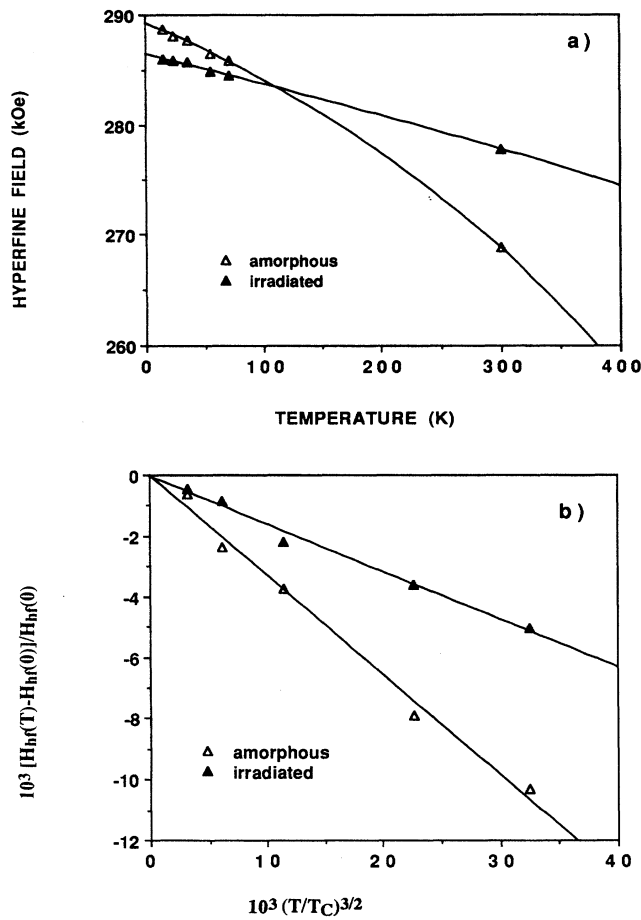 290
280
270
260
HYPERFINE FIELD (kOe)
a)
amorphous
irradiated
0
100
200
300
400
TEMPERATURE (K)
0
-2
-4
-6
-8
-10
-12
10³ [Hhf(T)-Hhf(0)]/Hhf(0)
b)
amorphous
irradiated
0
10
20
30
40
10³ (T/TC)³/²